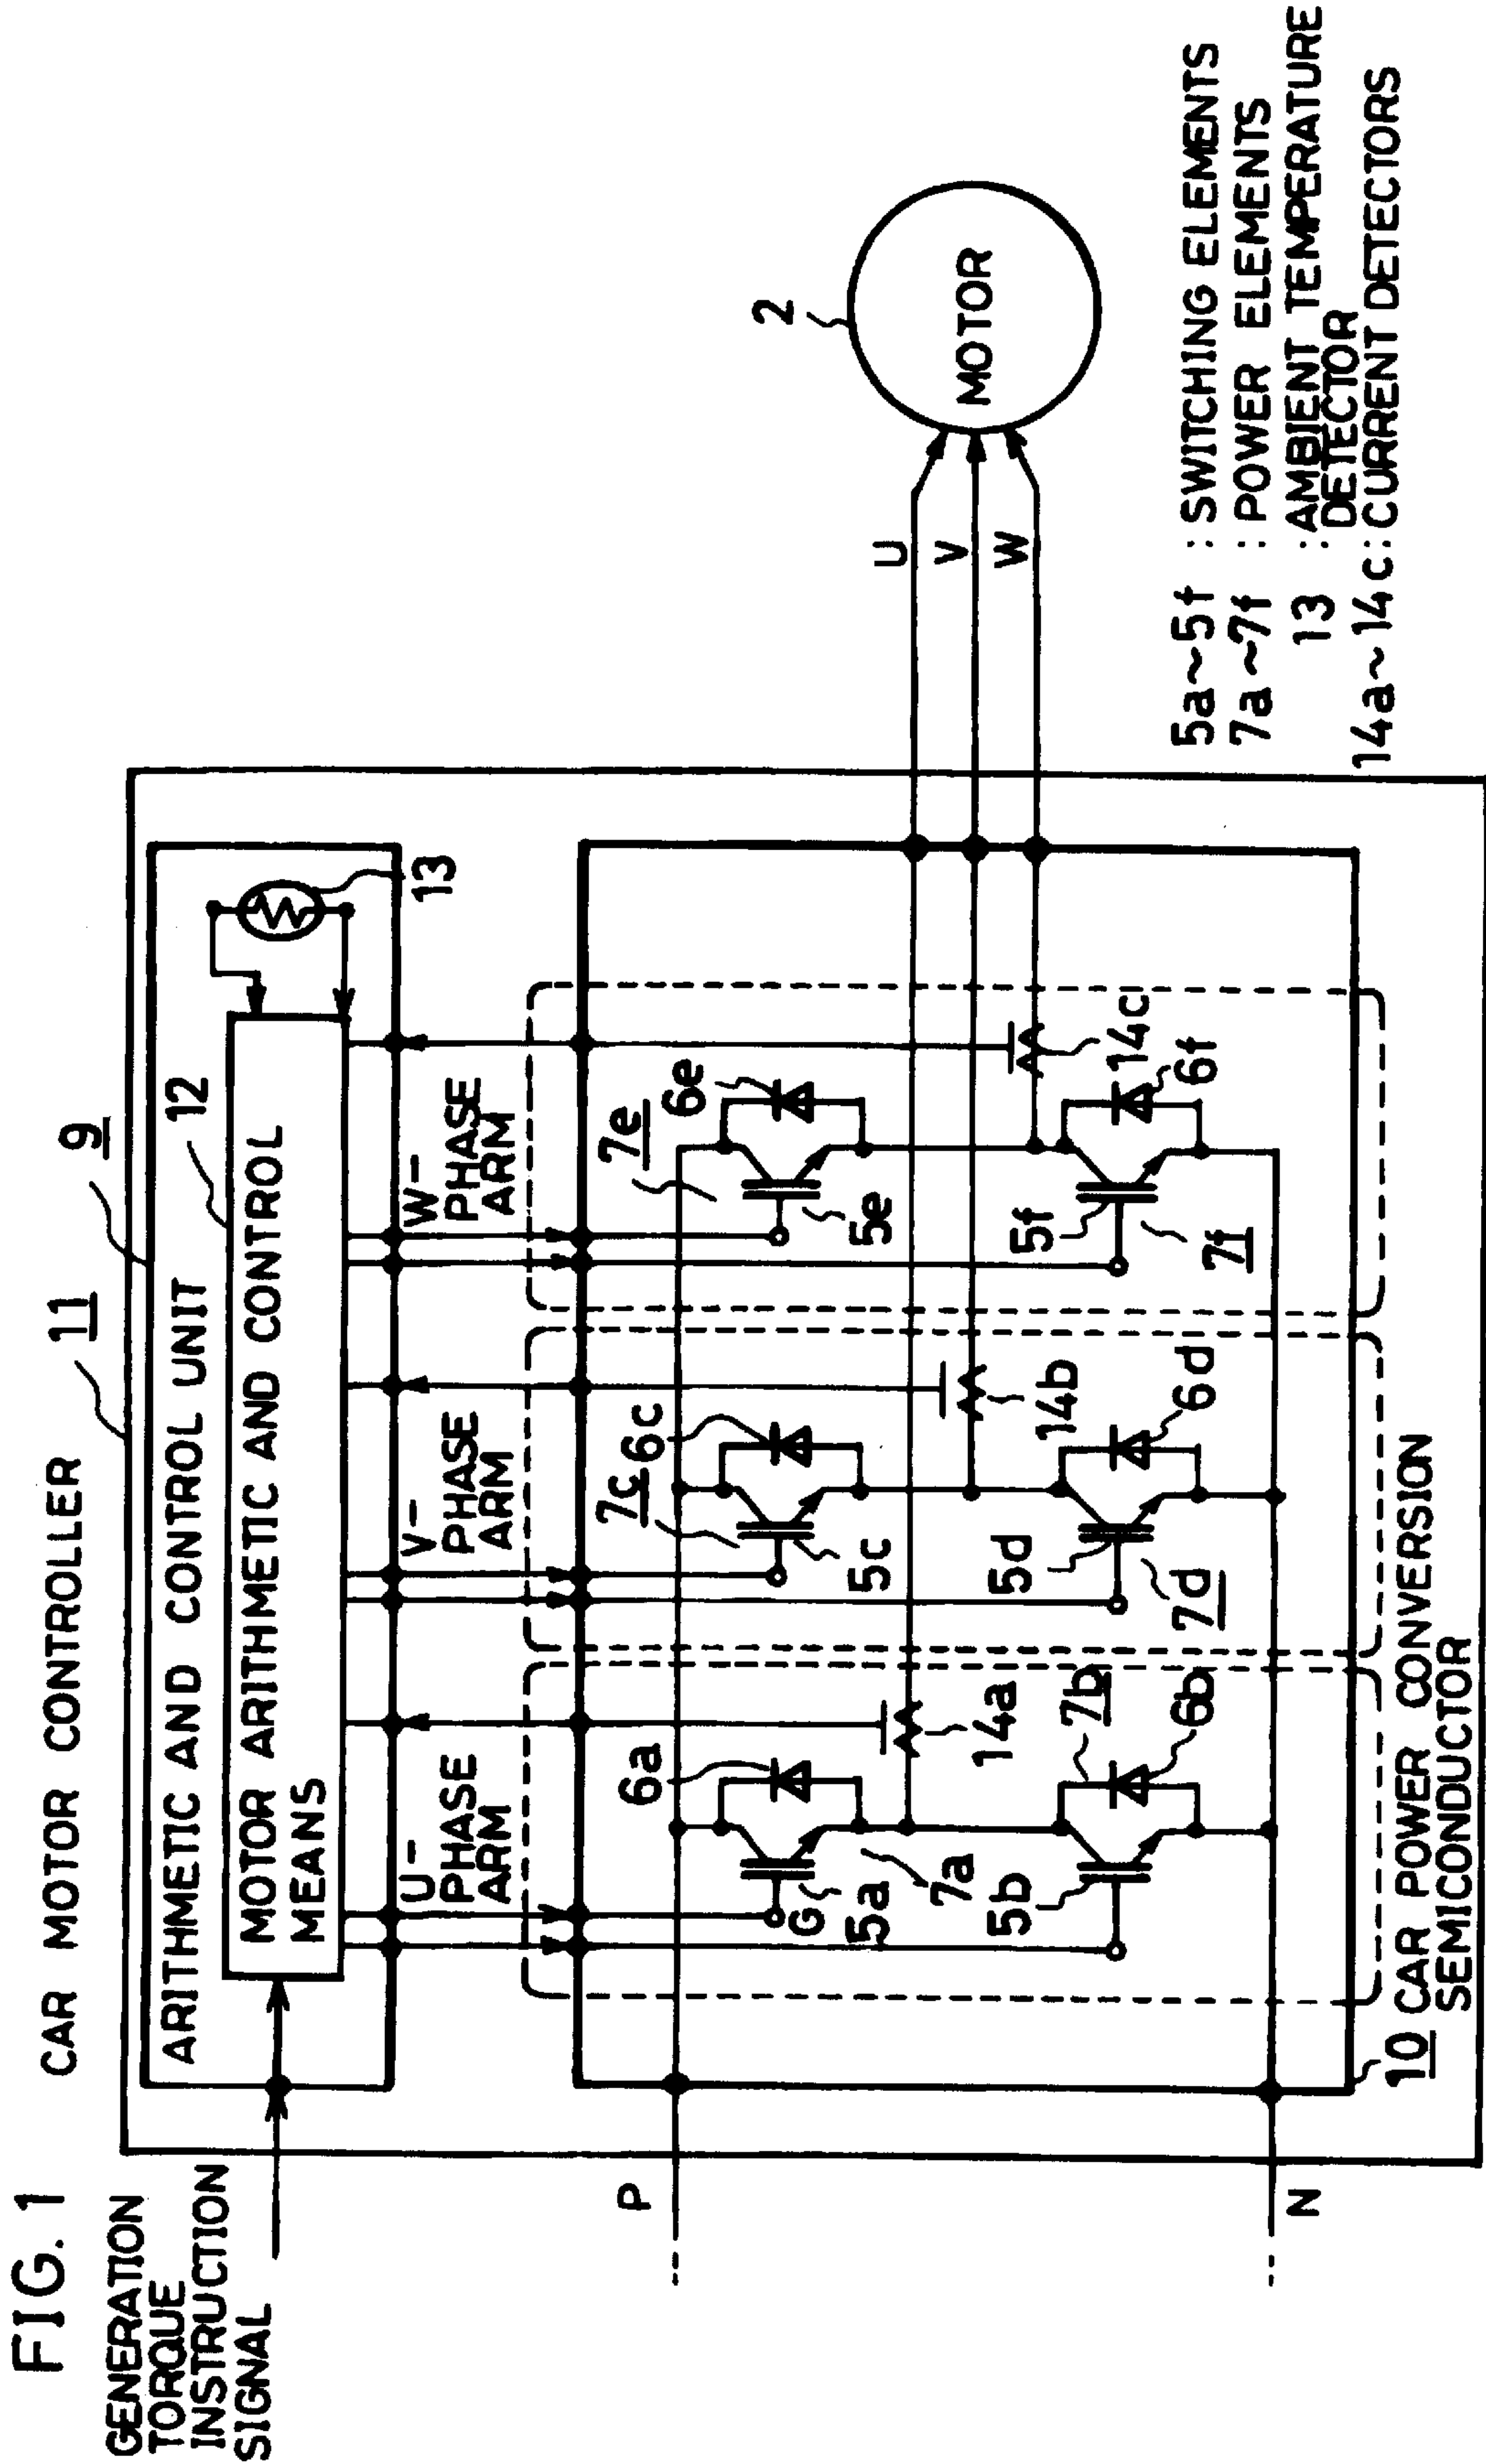 FIG. 1
CAR MOTOR CONTROLLER
11
9
GENERATION
TORQUE
INSTRUCTION
SIGNAL
ARITHMETIC AND CONTROL UNIT
12
MOTOR ARITHMETIC AND CONTROL
MEANS
13
U-
PHASE
ARM
V-
PHASE
ARM
W-
PHASE
ARM
P
N
6a
7c
6c
7e
6e
G
5a
7a
14a
5c
14b
5e
14c
5b
7b
6b
5d
7d
6d
5f
7f
6f
10
CAR POWER CONVERSION
SEMICONDUCTOR
U
V
W
2
MOTOR
5a~5f : SWITCHING ELEMENTS
7a~7f : POWER ELEMENTS
13 : AMBIENT TEMPERATURE
DETECTOR
14a~14c : CURRENT DETECTORS